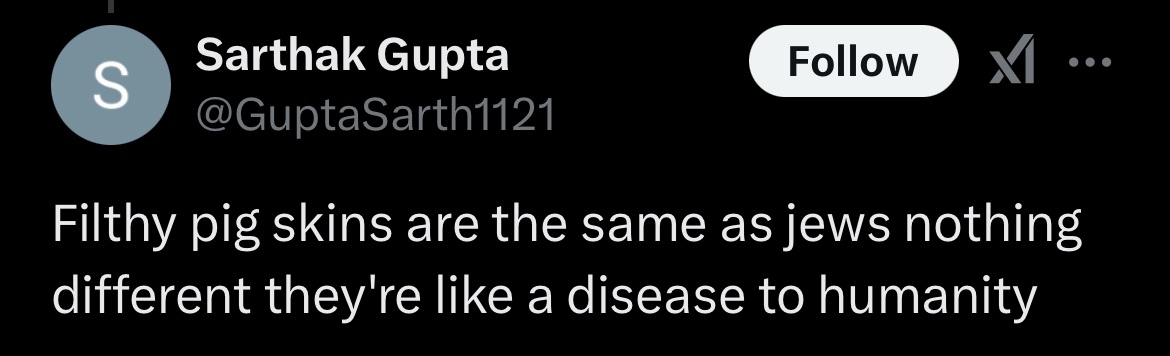 S
Sarthak Gupta
Follow
@GuptaSarth1121
Filthy pig skins are the same as jews nothing
different they're like a disease to humanity